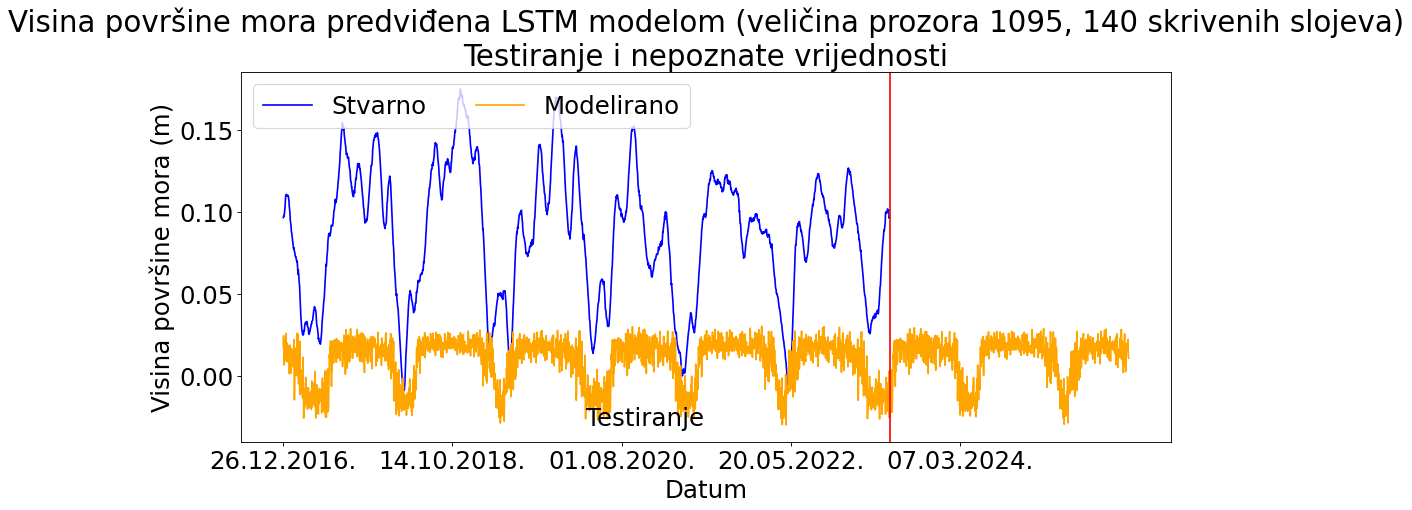 Visina površine mora predviđena LSTM modelom (veličina prozora 1095, 140 skrivenih slojeva)
Testiranje i nepoznate vrijednosti
Stvarno
Modelirano
Visina površine mora (m)
0.15
0.10
0.05
0.00
Testiranje
26.12.2016.
14.10.2018.
01.08.2020.
20.05.2022.
07.03.2024.
Datum